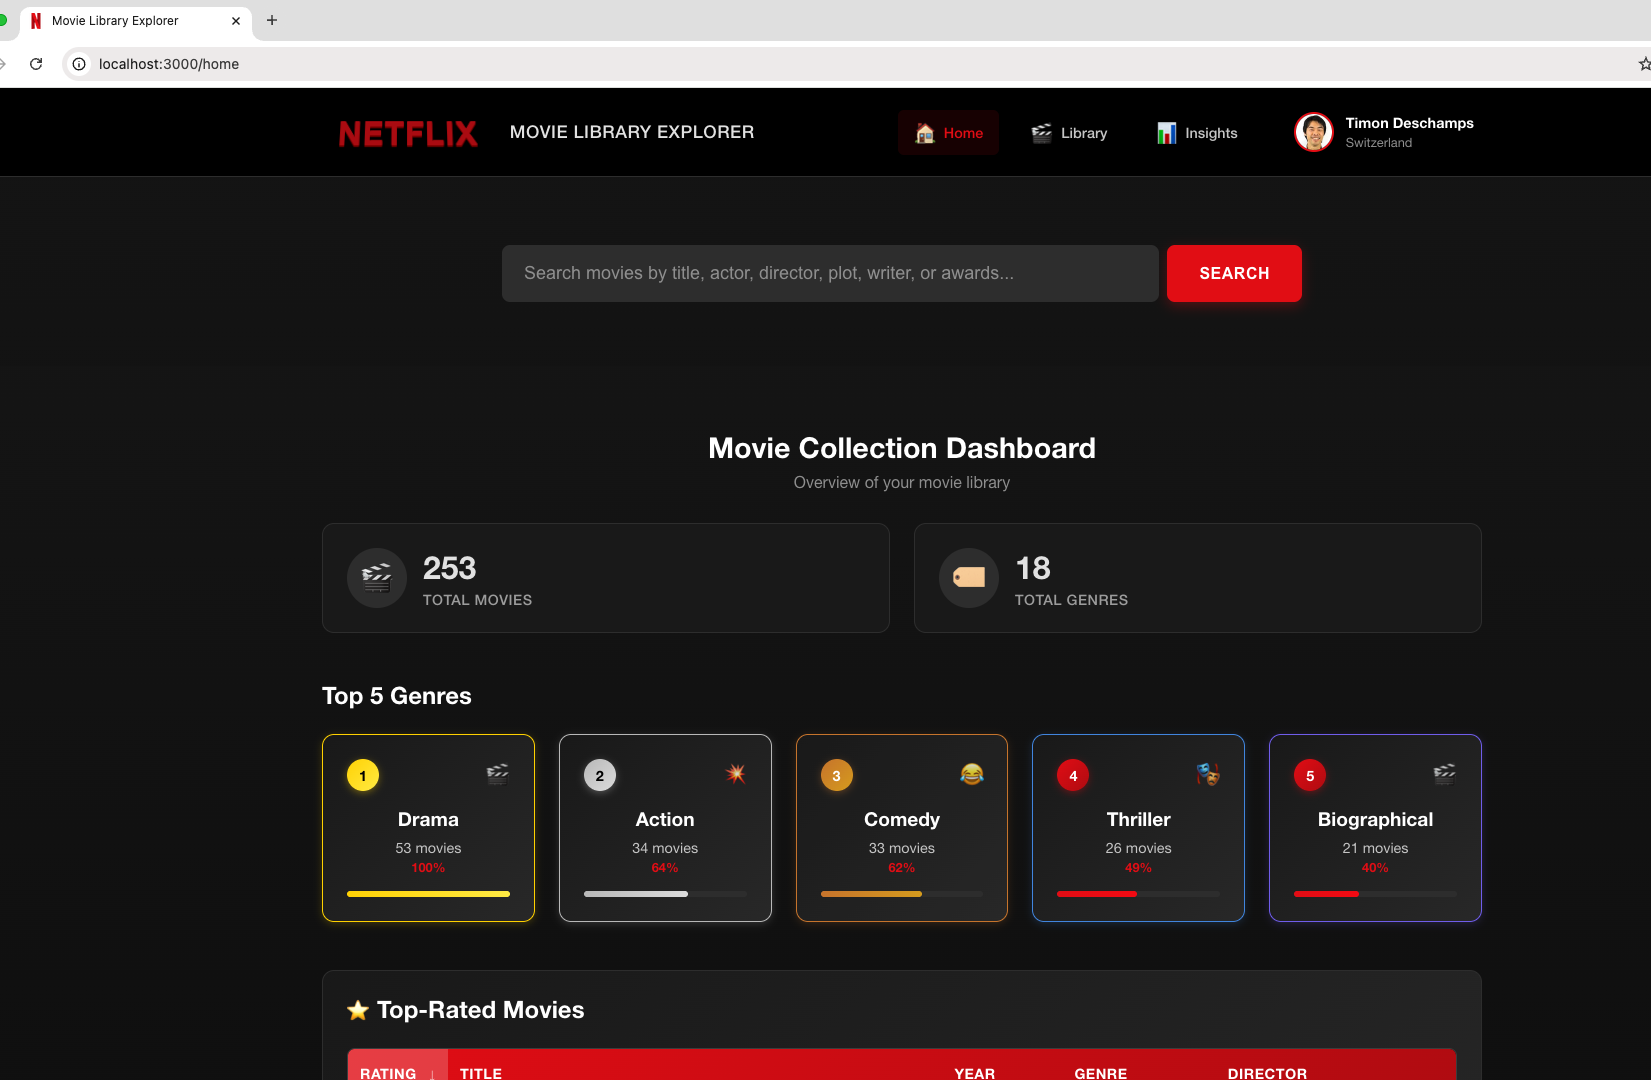 Movie Library Explorer
localhost:3000/home
NETFLIX
MOVIE LIBRARY EXPLORER
Home
Library
Insights
Timon Deschamps
Switzerland
Search movies by title, actor, director, plot, writer, or awards...
SEARCH
Movie Collection Dashboard
Overview of your movie library
253
TOTAL MOVIES
18
TOTAL GENRES
Top 5 Genres
1
Drama
53 movies
100%
2
Action
34 movies
64%
3
Comedy
33 movies
62%
4
Thriller
26 movies
49%
5
Biographical
21 movies
40%
Top-Rated Movies
RATING ↓ TITLE YEAR GENRE DIRECTOR